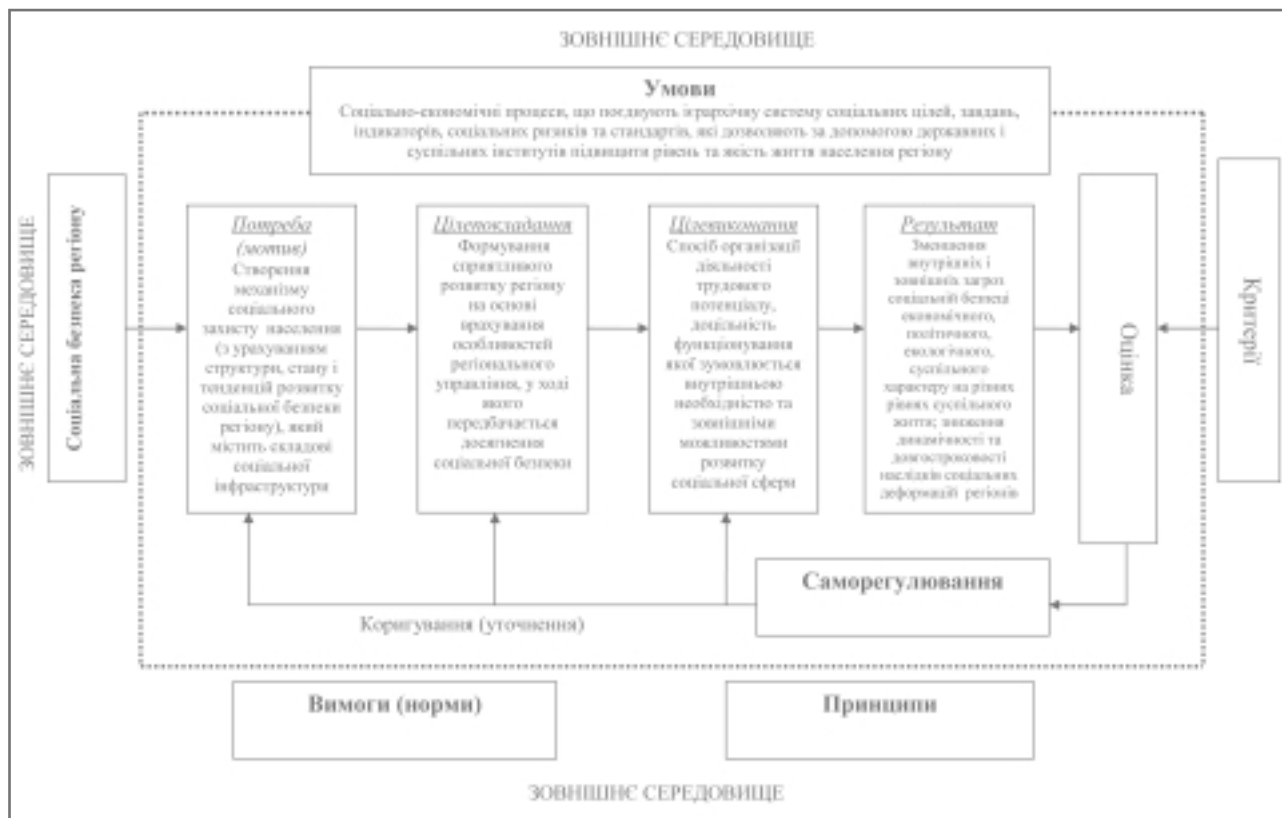 ЗОВНІШНЄ СЕРЕДОВИЩЕ
Умови
Соціально-економічні процеси, що поєднують ієрархічну систему соціальних цілей, завдань,
індикаторів, соціальних ризиків та стандартів, які дозволяють за допомогою державних і
суспільних інститутів підвищити рівень та якість життя населення регіону
ЗОВНІШНЄ СЕРЕДОВИЩЕ
Соціальна безпека регіону
Потреба
(мотив)
Створення
механізму
соціального
захисту населення
(з урахуванням
структури, стану і
тенденцій розвитку
соціальної безпеки
регіону), який
містить складові
соціальної
інфраструктури
Цілепокладання
Формування
сприятливого
розвитку регіону
на основі
врахування
особливостей
регіонального
управління, у ході
якого
передбачається
досягнення
соціальної безпеки
Цілевиконання
Спосіб організації
діяльності
трудового
потенціалу,
доцільність
функціонування
якої зумовлюється
внутрішньою
необхідністю та
зовнішніми
можливостями
розвитку
соціальної сфери
Результат
Зменшення
внутрішніх і
зовнішніх загроз
соціальній безпеці
економічного,
політичного,
екологічного,
суспільного
характеру на різних
рівнях суспільного
життя; зниження
динамічності та
довгостроковості
наслідків соціальних
деформацій регіонів
Оцінка
Критерії
Саморегулювання
Коригування (уточнення)
Вимоги (норми)
Принципи
ЗОВНІШНЄ СЕРЕДОВИЩЕ